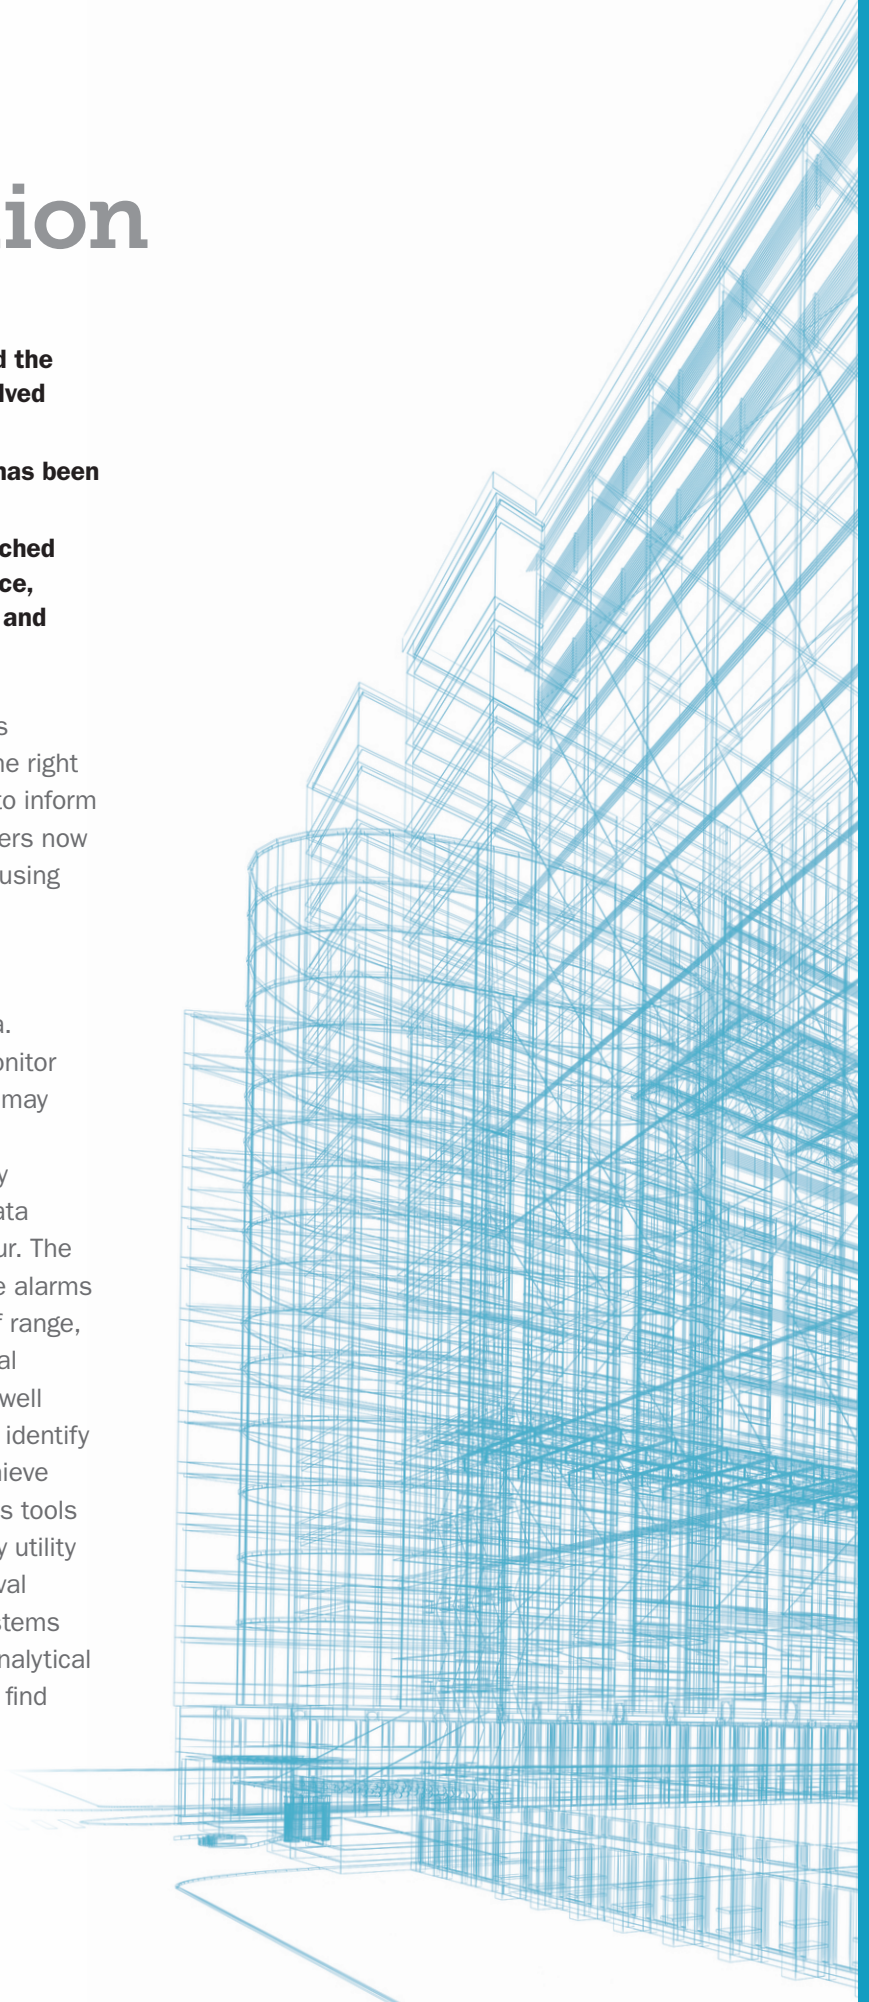 ion
d the
lved
has been
ched
ce,
and
s
he right
to inform
ers now
using
a.
onitor
may
y
ata
ur. The
e alarms
f range,
al
well
identify
hieve
s tools
y utility
val
stems
nalytical
find